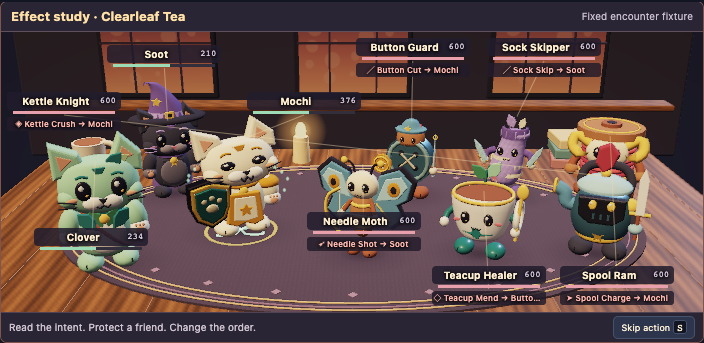 Effect study · Clearleaf Tea
Fixed encounter fixture
Soot 210
Button Guard 600
Button Cut → Mochi
Sock Skipper 600
Sock Skip → Soot
Kettle Knight 600
Kettle Crush → Mochi
Mochi 376
Clover 234
Needle Moth 600
Needle Shot → Soot
Teacup Healer 600
Teacup Mend → Butto...
Spool Ram 600
Spool Charge → Mochi
Read the intent. Protect a friend. Change the order.
Skip action S